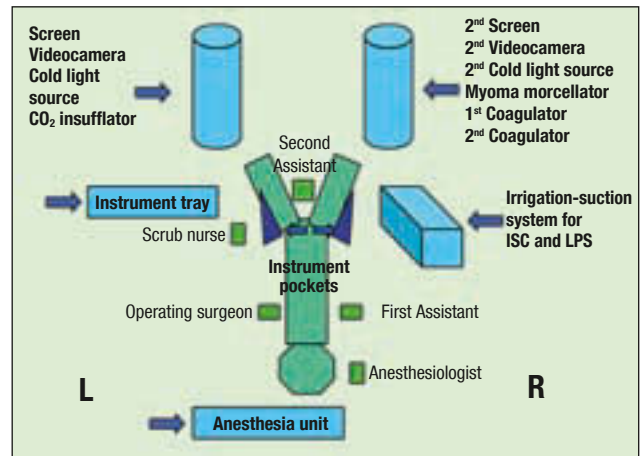 Screen
Videocamera
Cold light
source
CO₂ insufflator
2ⁿᵈ Screen
2ⁿᵈ Videocamera
2ⁿᵈ Cold light source
Myoma morcellator
1ˢᵗ Coagulator
2ⁿᵈ Coagulator
Second
Assistant
Instrument tray
Scrub nurse
Irrigation-suction
system for
ISC and LPS
Instrument
pockets
Operating surgeon
First Assistant
Anesthesiologist
L
R
Anesthesia unit